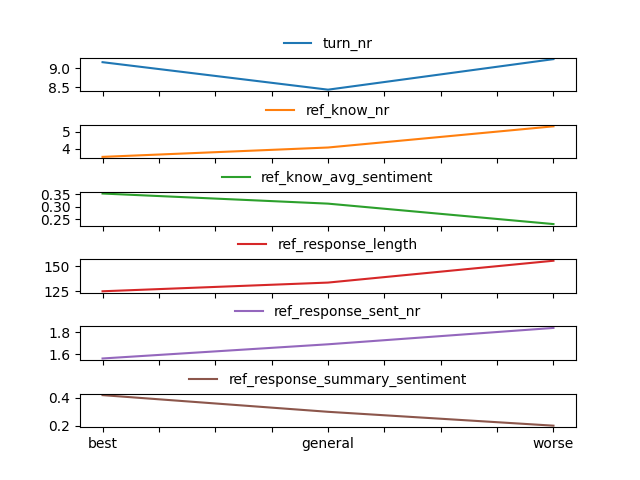 turn_nr
9.0
8.5
ref_know_nr
5
4
ref_know_avg_sentiment
0.35
0.30
0.25
ref_response_length
150
125
ref_response_sent_nr
1.8
1.6
ref_response_summary_sentiment
0.4
0.2
best general worse